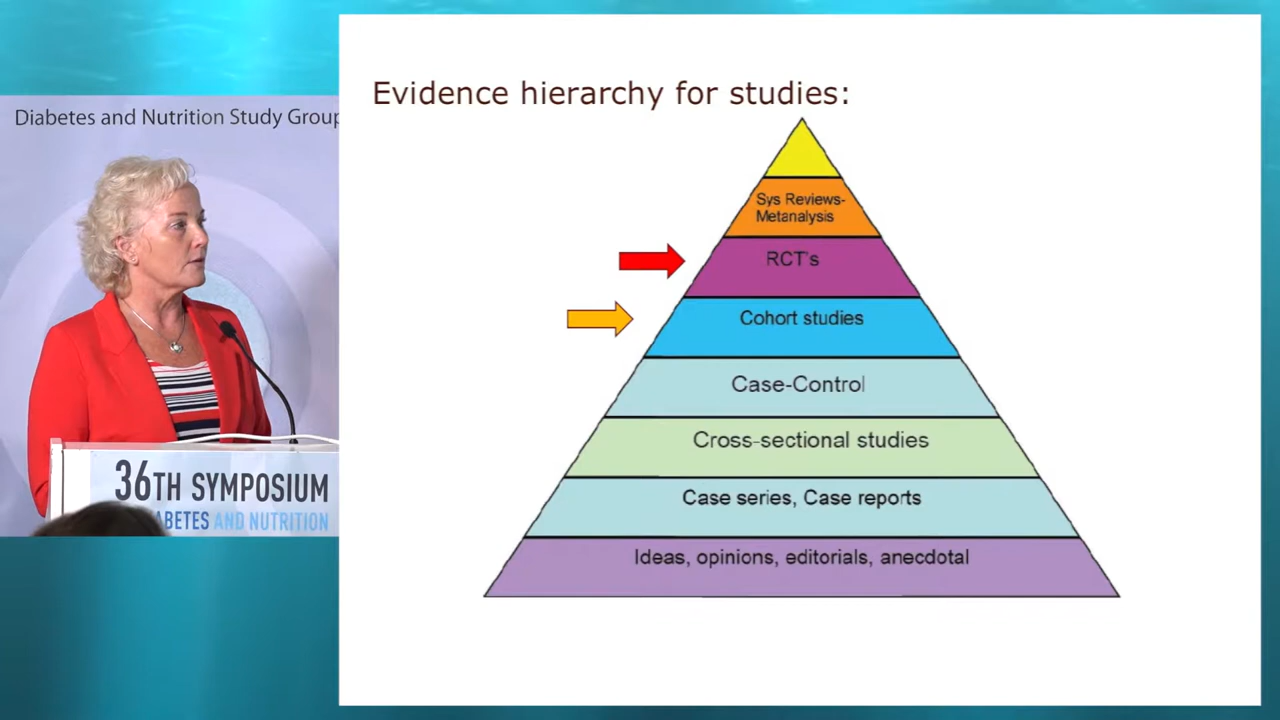 Diabetes and Nutrition Study Group
36TH SYMPOSIUM
ABETES AND NUTRITION
Evidence hierarchy for studies:
Sys Reviews-
Metanalysis
RCT's
Cohort studies
Case-Control
Cross-sectional studies
Case series, Case reports
Ideas, opinions, editorials, anecdotal